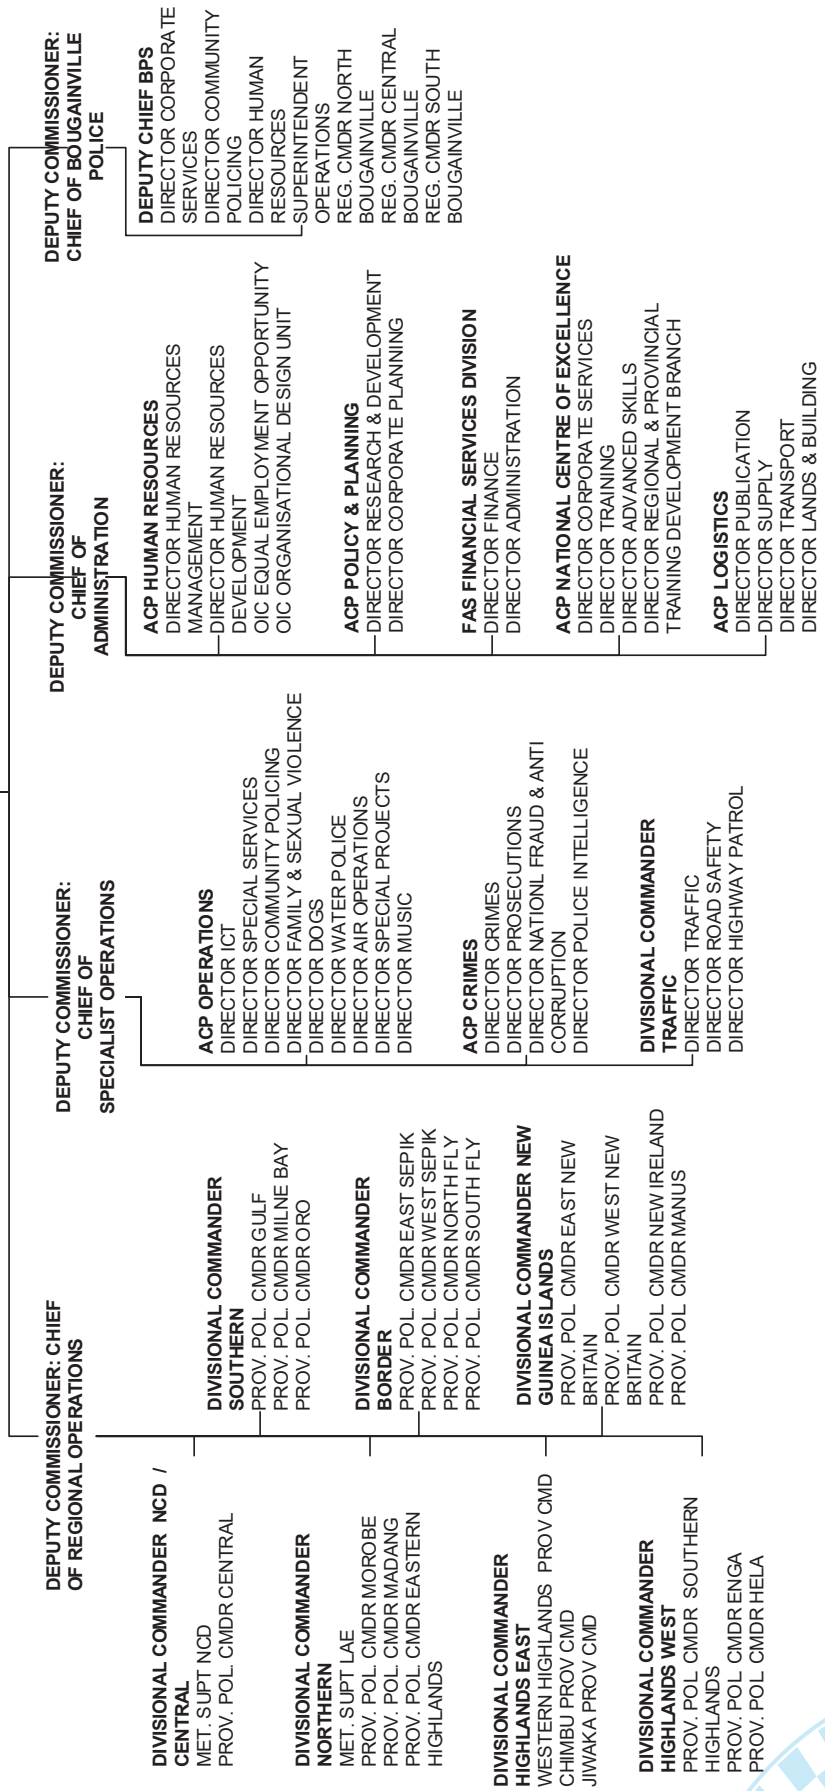 DEPUTY COMMISSIONER: CHIEF
OF REGIONAL OPERATIONS
DIVISIONAL COMMANDER NCD /
CENTRAL
MET. SUPT NCD
PROV. POL. CMDR CENTRAL
DIVISIONAL COMMANDER
NORTHERN
MET. SUPT LAE
PROV. POL. CMDR MOROBE
PROV. POL. CMDR MADANG
PROV. POL. CMDR EASTERN
HIGHLANDS
DIVISIONAL COMMANDER
HIGHLANDS EAST
WESTERN HIGHLANDS PROV CMD
CHIMBU PROV CMD
JIWAKA PROV CMD
DIVISIONAL COMMANDER
HIGHLANDS WEST
PROV. POL. CMDR SOUTHERN
HIGHLANDS
PROV. POL. CMDR ENGA
PROV. POL. CMDR HELA
DIVISIONAL COMMANDER
SOUTHERN
PROV. POL. CMDR GULF
PROV. POL. CMDR MILNE BAY
PROV. POL. CMDR ORO
DIVISIONAL COMMANDER
BORDER
PROV. POL. CMDR EAST SEPIK
PROV. POL. CMDR WEST SEPIK
PROV. POL. CMDR NORTH FLY
PROV. POL. CMDR SOUTH FLY
DIVISIONAL COMMANDER NEW
GUINEA ISLANDS
PROV. POL. CMDR EAST NEW
BRITAIN
PROV. POL. CMDR WEST NEW
BRITAIN
PROV. POL. CMDR NEW IRELAND
PROV. POL. CMDR MANUS
DEPUTY COMMISSIONER:
CHIEF OF
SPECIALIST OPERATIONS
ACP OPERATIONS
DIRECTOR ICT
DIRECTOR SPECIAL SERVICES
DIRECTOR COMMUNITY POLICING
DIRECTOR FAMILY & SEXUAL VIOLENCE
DIRECTOR DOGS
DIRECTOR WATER POLICE
DIRECTOR AIR OPERATIONS
DIRECTOR SPECIAL PROJECTS
DIRECTOR MUSIC
ACP CRIMES
DIRECTOR CRIMES
DIRECTOR PROSECUTIONS
DIRECTOR NATIONL FRAUD & ANTI
CORRUPTION
DIRECTOR POLICE INTELLIGENCE
DIVISIONAL COMMANDER
TRAFFIC
DIRECTOR TRAFFIC
DIRECTOR ROAD SAFETY
DIRECTOR HIGHWAY PATROL
DEPUTY COMMISSIONER:
CHIEF OF
ADMINISTRATION
ACP HUMAN RESOURCES
DIRECTOR HUMAN RESOURCES
MANAGEMENT
DIRECTOR HUMAN RESOURCES
DEVELOPMENT
OIC EQUAL EMPLOYMENT OPPORTUNITY
OIC ORGANISATIONAL DESIGN UNIT
ACP POLICY & PLANNING
DIRECTOR RESEARCH & DEVELOPMENT
DIRECTOR CORPORATE PLANNING
FAS FINANCIAL SERVICES DIVISION
DIRECTOR FINANCE
DIRECTOR ADMINISTRATION
ACP NATIONAL CENTRE OF EXCELLENCE
DIRECTOR CORPORATE SERVICES
DIRECTOR TRAINING
DIRECTOR ADVANCED SKILLS
DIRECTOR REGIONAL & PROVINCIAL
TRAINING DEVELOPMENT BRANCH
ACP LOGISTICS
DIRECTOR PUBLICATION
DIRECTOR SUPPLY
DIRECTOR TRANSPORT
DIRECTOR LANDS & BUILDING
DEPUTY COMMISSIONER:
CHIEF OF BOUGAINVILLE
POLICE
DEPUTY CHIEF BPS
DIRECTOR CORPORATE
SERVICES
DIRECTOR COMMUNITY
POLICING
DIRECTOR HUMAN
RESOURCES
SUPERINTENDENT
OPERATIONS
REG. CMDR NORTH
BOUGAINVILLE
REG. CMDR CENTRAL
BOUGAINVILLE
REG. CMDR SOUTH
BOUGAINVILLE